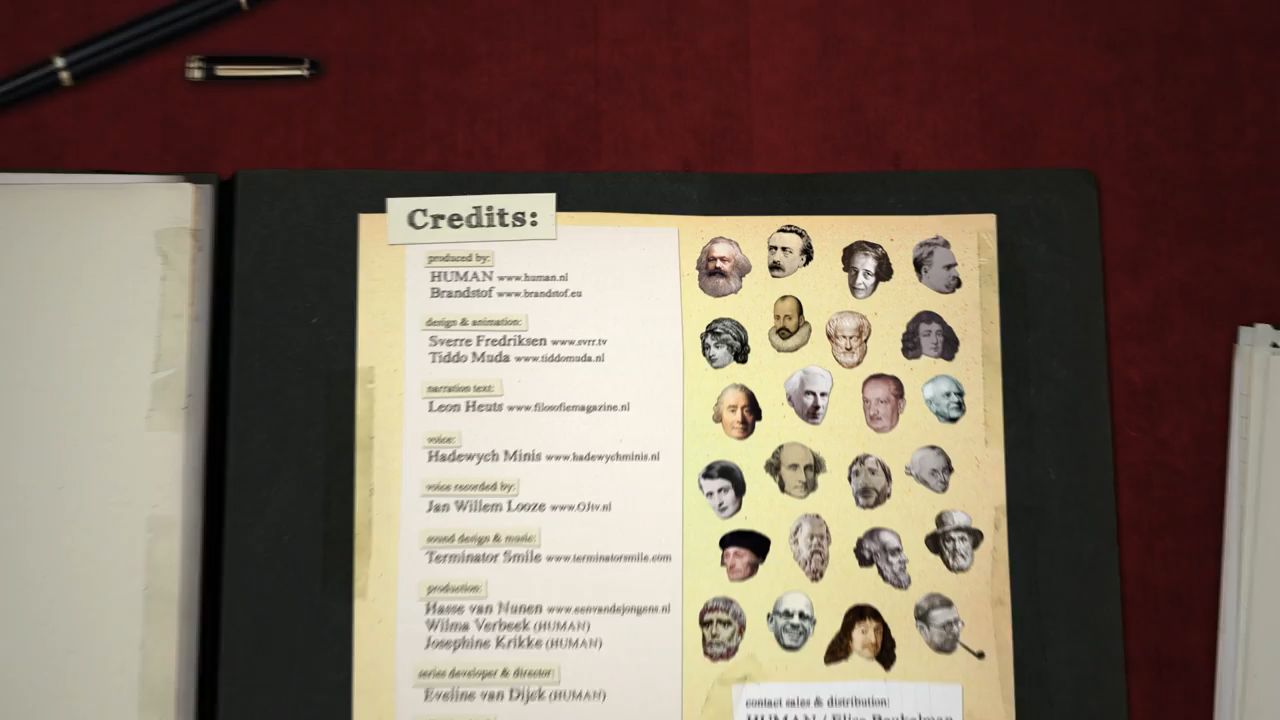 Credits:
produced by:
HUMAN www.human.nl
Brandstof www.brandstof.eu
design & animation:
Sverre Fredriksen www.svrr.tv
Tiddo Muda www.tiddomuda.nl
narration text:
Leon Heuts www.filosofiemagazine.nl
voice:
Hadewych Minis www.hadewychminis.nl
voice recorded by:
Jan Willem Looze www.OJtv.nl
sound design & music:
Terminator Smile www.terminatorsmile.com
production:
Hasse van Nunen www.eenvandejongens.nl
Wilma Verbeek (HUMAN)
Josephine Krikke (HUMAN)
series developer & director:
Eveline van Dijck (HUMAN)
contact sales & distribution:
HUMAN / Elise